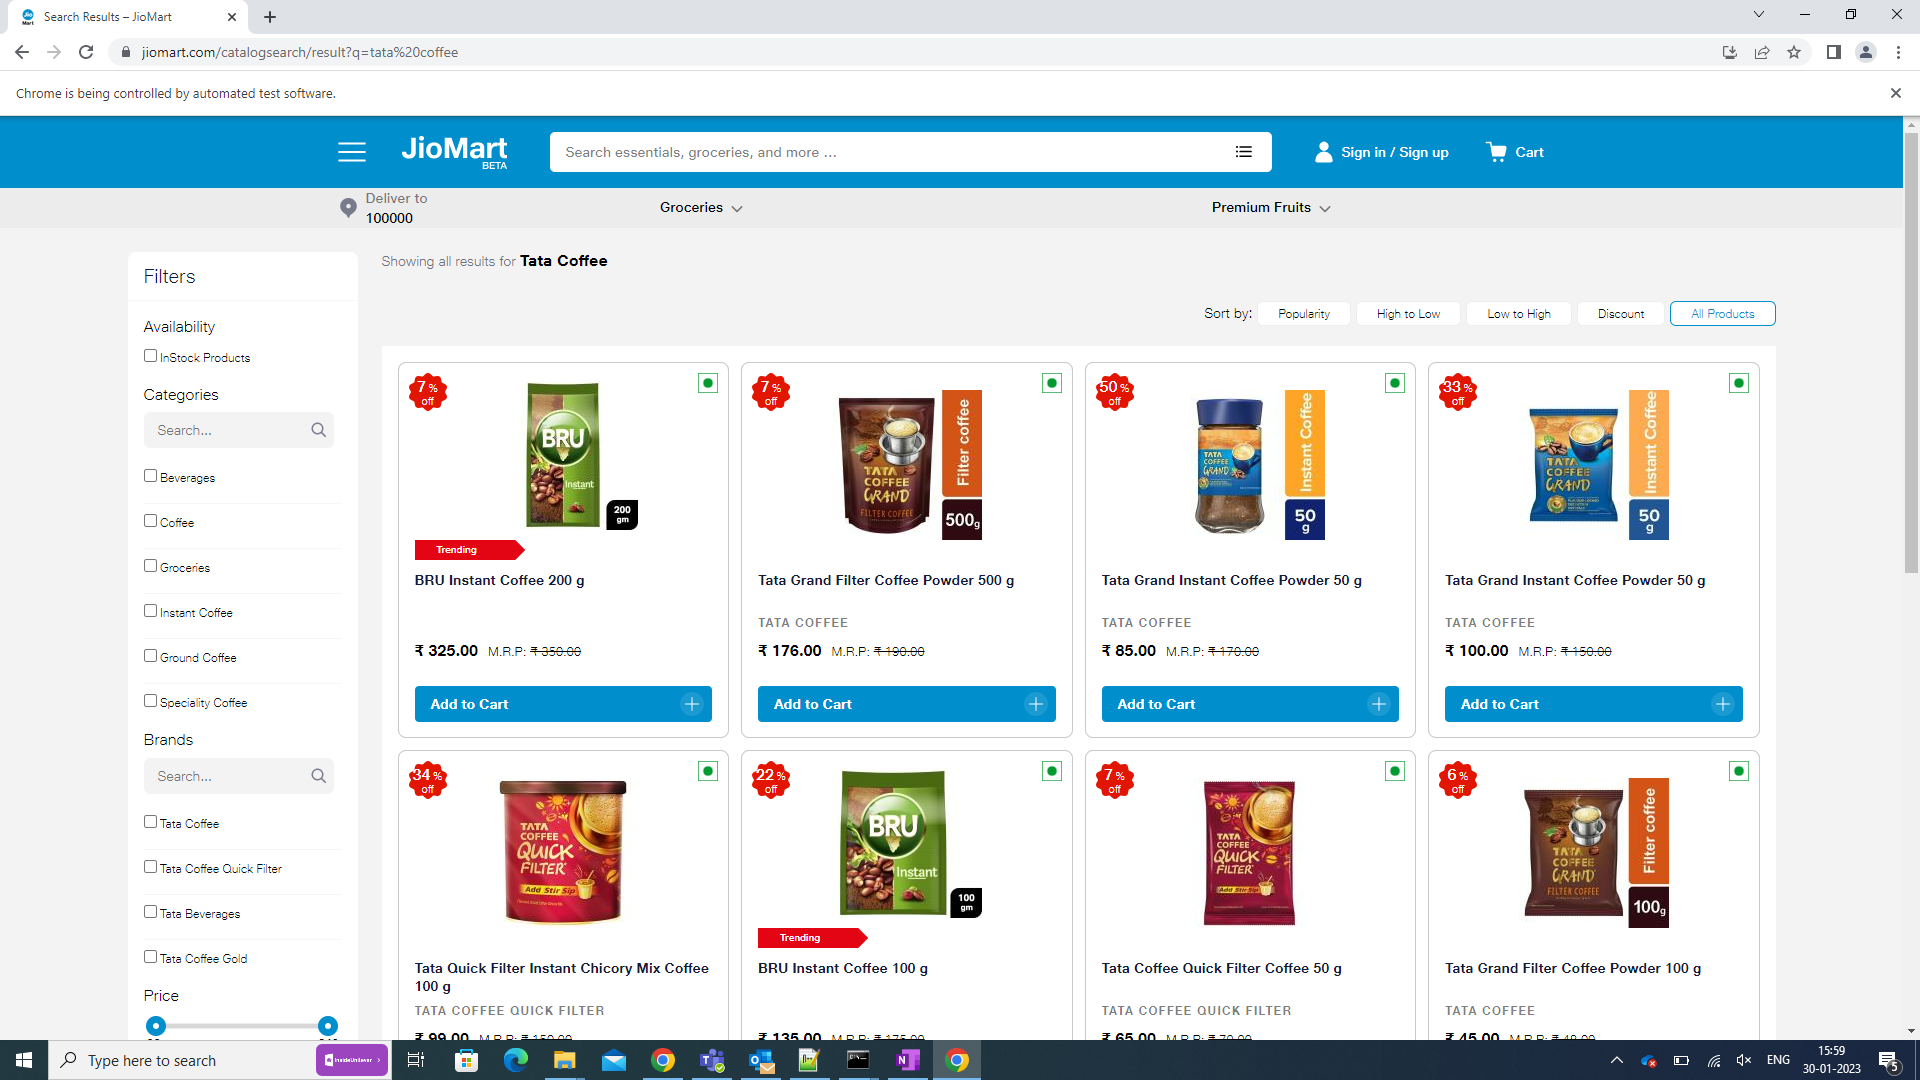 Search Results – JioMart
jiomart.com/catalogsearch/result?q=tata%20coffee
Chrome is being controlled by automated test software.
JioMart
BETA
Search essentials, groceries, and more ...
Sign in / Sign up
Cart
Deliver to
100000
Groceries
Premium Fruits
Showing all results for Tata Coffee
Sort by: Popularity High to Low Low to High Discount All Products
Filters
Availability
InStock Products
Categories
Search...
Beverages
Coffee
Groceries
Instant Coffee
Ground Coffee
Speciality Coffee
Brands
Search...
Tata Coffee
Tata Coffee Quick Filter
Tata Beverages
Tata Coffee Gold
Price
7 %
off
BRU
Instant
200
gm
Trending
BRU Instant Coffee 200 g
₹ 325.00 M.R.P: ₹ 350.00
Add to Cart
7 %
off
TATA
COFFEE
GRAND
FILTER COFFEE
Filter coffee
500g
Tata Grand Filter Coffee Powder 500 g
TATA COFFEE
₹ 176.00 M.R.P: ₹ 190.00
Add to Cart
50 %
off
TATA
COFFEE
GRAND
Instant Coffee
50
g
Tata Grand Instant Coffee Powder 50 g
TATA COFFEE
₹ 85.00 M.R.P: ₹ 170.00
Add to Cart
33 %
off
TATA
COFFEE
GRAND
Instant Coffee
50
g
Tata Grand Instant Coffee Powder 50 g
TATA COFFEE
₹ 100.00 M.R.P: ₹ 150.00
Add to Cart
34 %
off
TATA
COFFEE
QUICK
FILTER
Add Stir Sip
Tata Quick Filter Instant Chicory Mix Coffee
100 g
TATA COFFEE QUICK FILTER
₹ 99.00 M.R.P: ₹ 150.00
22 %
off
BRU
Instant
100
gm
Trending
BRU Instant Coffee 100 g
₹ 135.00 M.R.P: ₹ 175.00
7 %
off
TATA
COFFEE
QUICK
FILTER
Add Stir Sip
Tata Coffee Quick Filter Coffee 50 g
TATA COFFEE QUICK FILTER
₹ 65.00 M.R.P: ₹ 70.00
6 %
off
TATA
COFFEE
GRAND
FILTER COFFEE
Filter coffee
100g
Tata Grand Filter Coffee Powder 100 g
TATA COFFEE
₹ 45.00 M.R.P: ₹ 48.00
Type here to search
InsideUnilever
ENG
15:59
30-01-2023
5